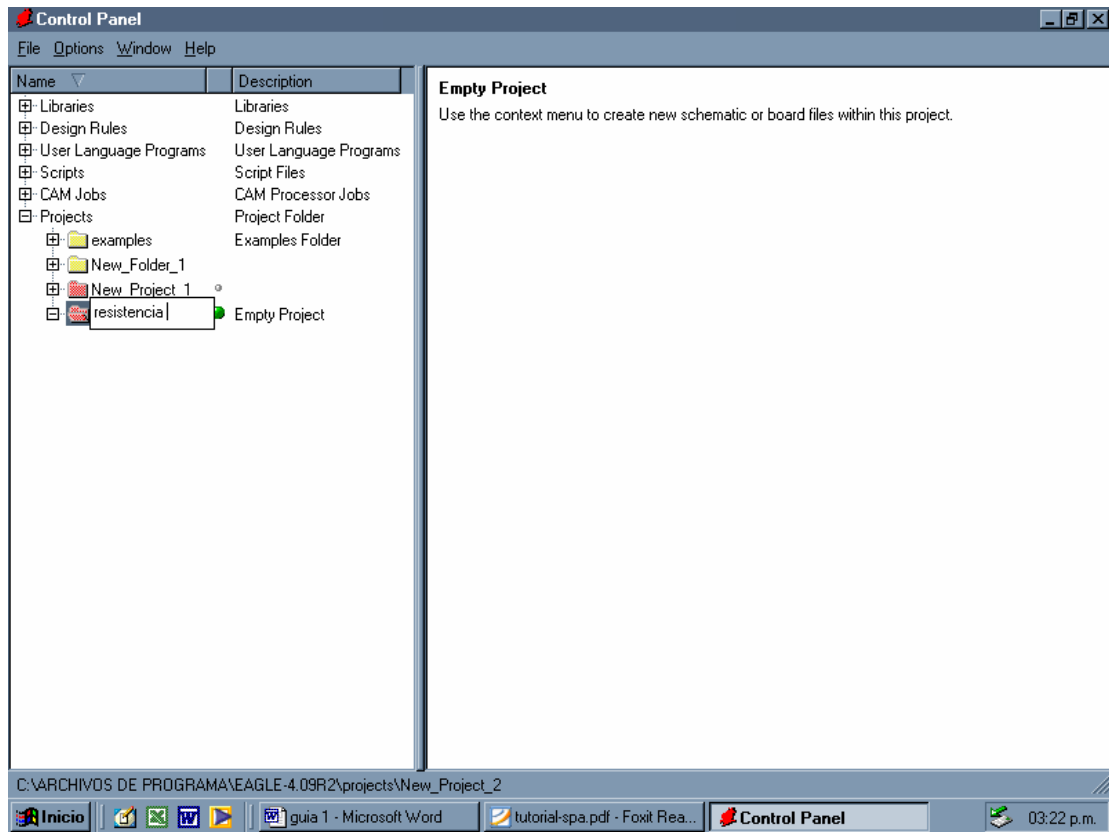 Control Panel
File Options Window Help
Name Description
Libraries Libraries
Design Rules Design Rules
User Language Programs User Language Programs
Scripts Script Files
CAM Jobs CAM Processor Jobs
Projects Project Folder
examples Examples Folder
New_Folder_1
New_Project_1
resistencia Empty Project
Empty Project
Use the context menu to create new schematic or board files within this project.
C:\ARCHIVOS DE PROGRAMA\EAGLE-4.09R2\projects\New_Project_2
Inicio guia 1 - Microsoft Word tutorial-spa.pdf - Foxit Rea... Control Panel 03:22 p.m.